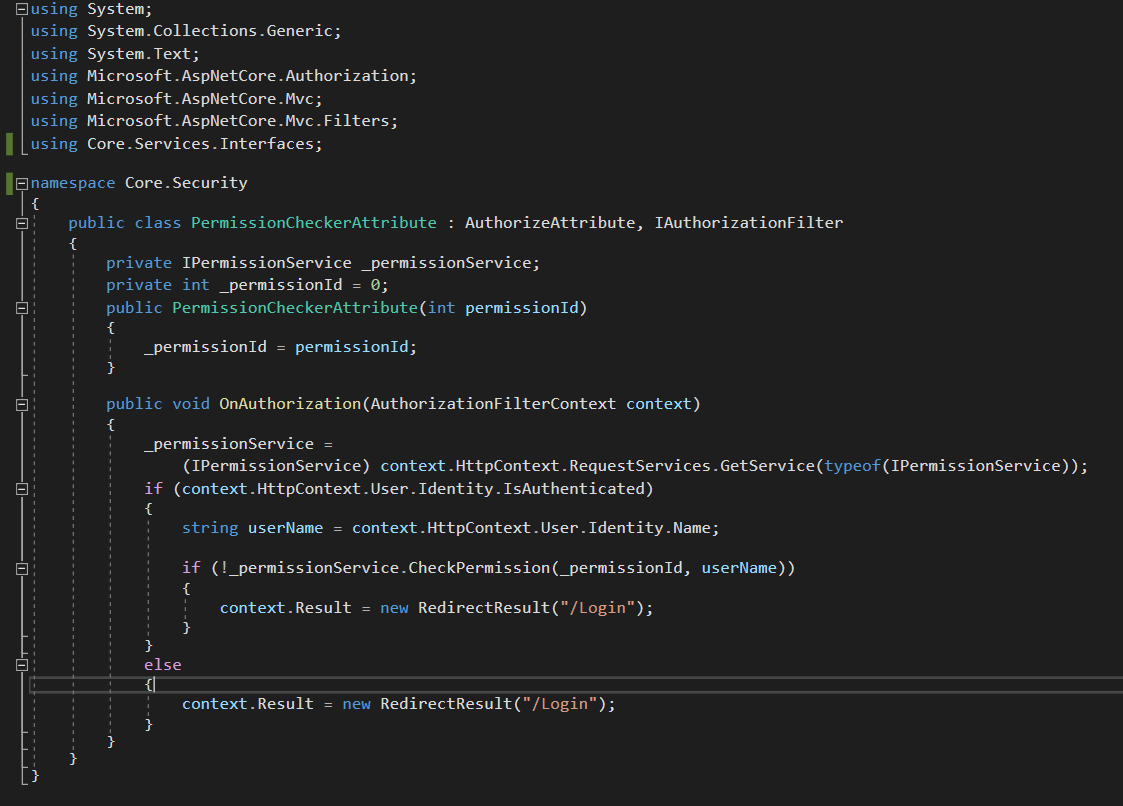 using System;
using System.Collections.Generic;
using System.Text;
using Microsoft.AspNetCore.Authorization;
using Microsoft.AspNetCore.Mvc;
using Microsoft.AspNetCore.Mvc.Filters;
using Core.Services.Interfaces;
namespace Core.Security
{
    public class PermissionCheckerAttribute : AuthorizeAttribute, IAuthorizationFilter
    {
        private IPermissionService _permissionService;
        private int _permissionId = 0;
        public PermissionCheckerAttribute(int permissionId)
        {
            _permissionId = permissionId;
        }
        public void OnAuthorization(AuthorizationFilterContext context)
        {
            _permissionService =
                (IPermissionService) context.HttpContext.RequestServices.GetService(typeof(IPermissionService));
            if (context.HttpContext.User.Identity.IsAuthenticated)
            {
                string userName = context.HttpContext.User.Identity.Name;
                if (!_permissionService.CheckPermission(_permissionId, userName))
                {
                    context.Result = new RedirectResult("/Login");
                }
            }
            else
            {
                context.Result = new RedirectResult("/Login");
            }
        }
    }
}